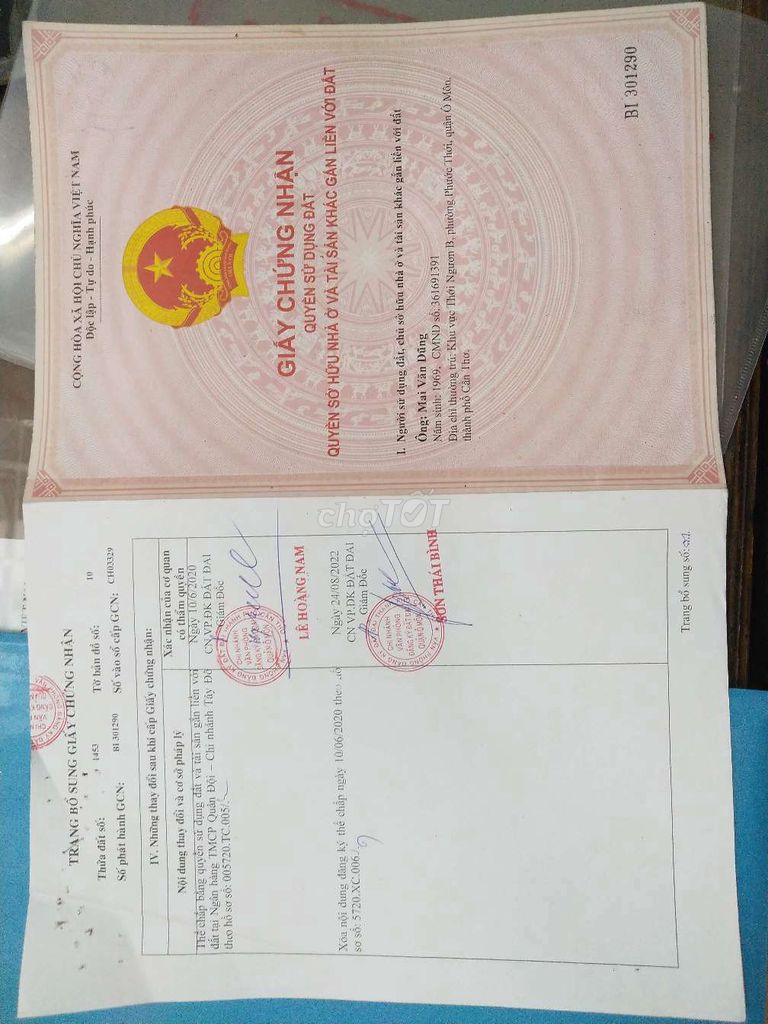 CỘNG HÒA XÃ HỘI CHỦ NGHĨA VIỆT NAM
Độc lập - Tự do - Hạnh phúc
GIẤY CHỨNG NHẬN
QUYỀN SỬ DỤNG ĐẤT
QUYỀN SỞ HỮU NHÀ Ở VÀ TÀI SẢN KHÁC GẮN LIỀN VỚI ĐẤT
I. Người sử dụng đất, chủ sở hữu nhà ở và tài sản khác gắn liền với đất
Ông: Mai Văn Dũng
Năm sinh: 1969, CMND số: 361691391
Địa chỉ thường trú: Khu vực Thới Ngươn B, phường Phước Thới, quận Ô Môn,
thành phố Cần Thơ.
BI 301290
TRANG BỔ SUNG GIẤY CHỨNG NHẬN
Thửa đất số: 1453 Tờ bản đồ số: 10
Số phát hành GCN: BI 301290 Số vào sổ cấp GCN: CH03329
IV. Những thay đổi sau khi cấp Giấy chứng nhận:
Nội dung thay đổi và cơ sở pháp lý
Xác nhận của cơ quan
có thẩm quyền
Thế chấp bằng quyền sử dụng đất và tài sản gắn liền với
đất tại Ngân hàng TMCP Quân Đội – Chi nhánh Tây Đô
theo hồ sơ số: 005720.TC.005/.
Ngày 10/6/2020
CN.VP.ĐK ĐẤT ĐAI
Giám Đốc
LÊ HOÀNG NAM
Xóa nội dung đăng ký thế chấp ngày 10/06/2020 theo
sơ số: 5720.XC.006./
Ngày 24/08/2022
CN VP.ĐK ĐẤT ĐAI
Giám Đốc
SƠN THÁI BÌNH
Trang bổ sung số:
choTỐT